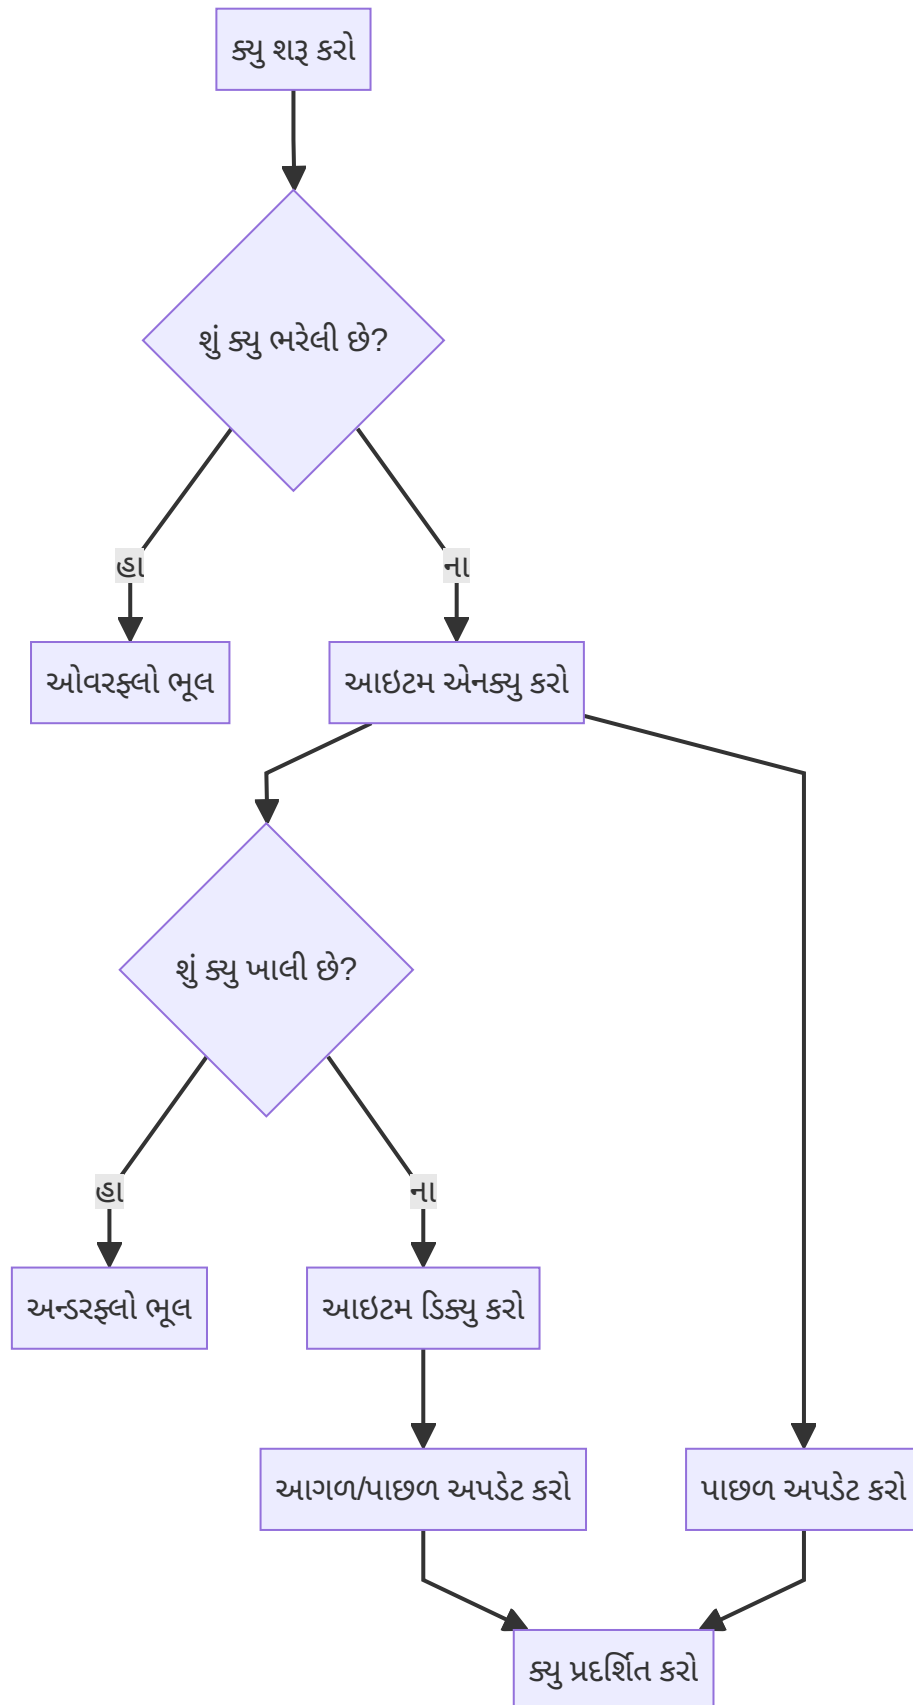 ક્યુ શરૂ કરો
શું ક્યુ ભરેલી છે?
હા
ના
ઓવરફ્લો ભૂલ
આઇટમ એનક્યુ કરો
શું ક્યુ ખાલી છે?
હા
ના
અન્ડરફ્લો ભૂલ
આઇટમ ડિક્યુ કરો
આગળ/પાછળ અપડેટ કરો
પાછળ અપડેટ કરો
ક્યુ પ્રદર્શિત કરો